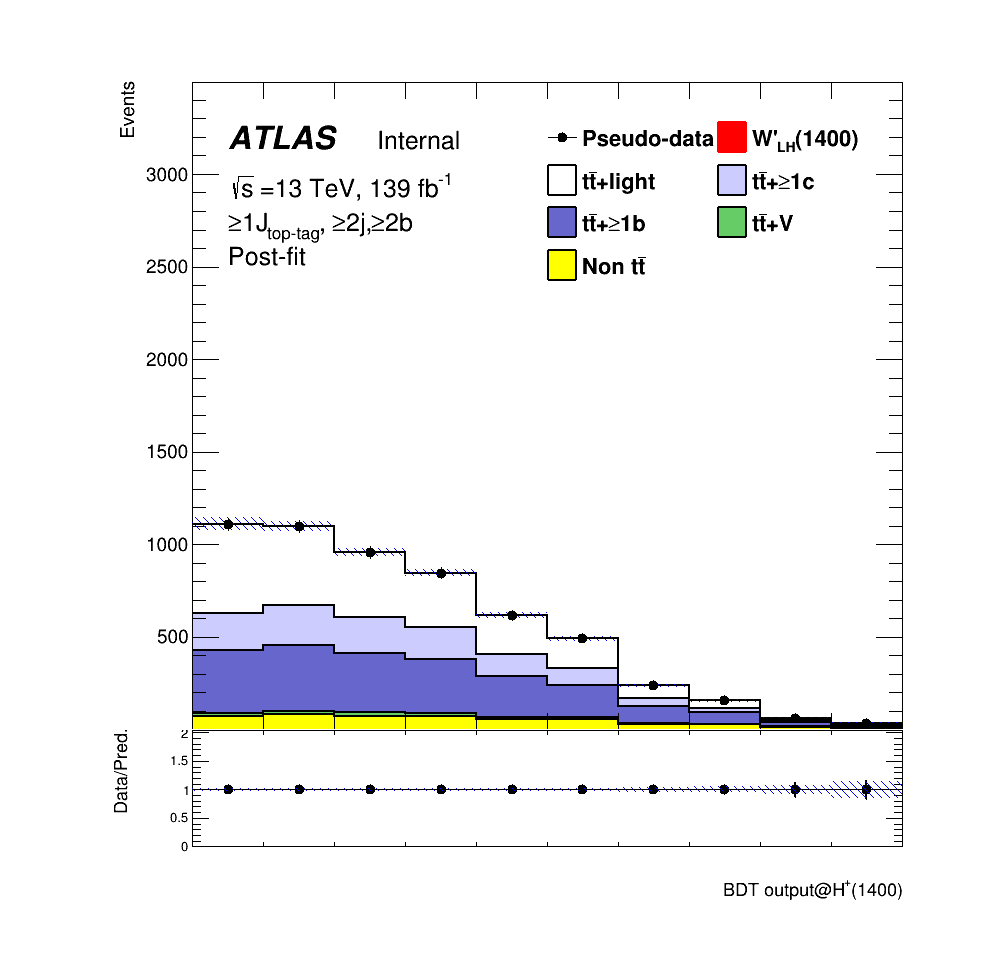 Events
ATLAS Internal
√s =13 TeV, 139 fb⁻¹
≥1J_top-tag, ≥2j,≥2b
Post-fit
Pseudo-data W'_LH(1400)
tt̄+light tt̄+≥1c
tt̄+≥1b tt̄+V
Non tt̄
3000
2500
2000
1500
1000
500
Data/Pred.
2
1.5
1
0.5
0
BDT output@H⁺(1400)